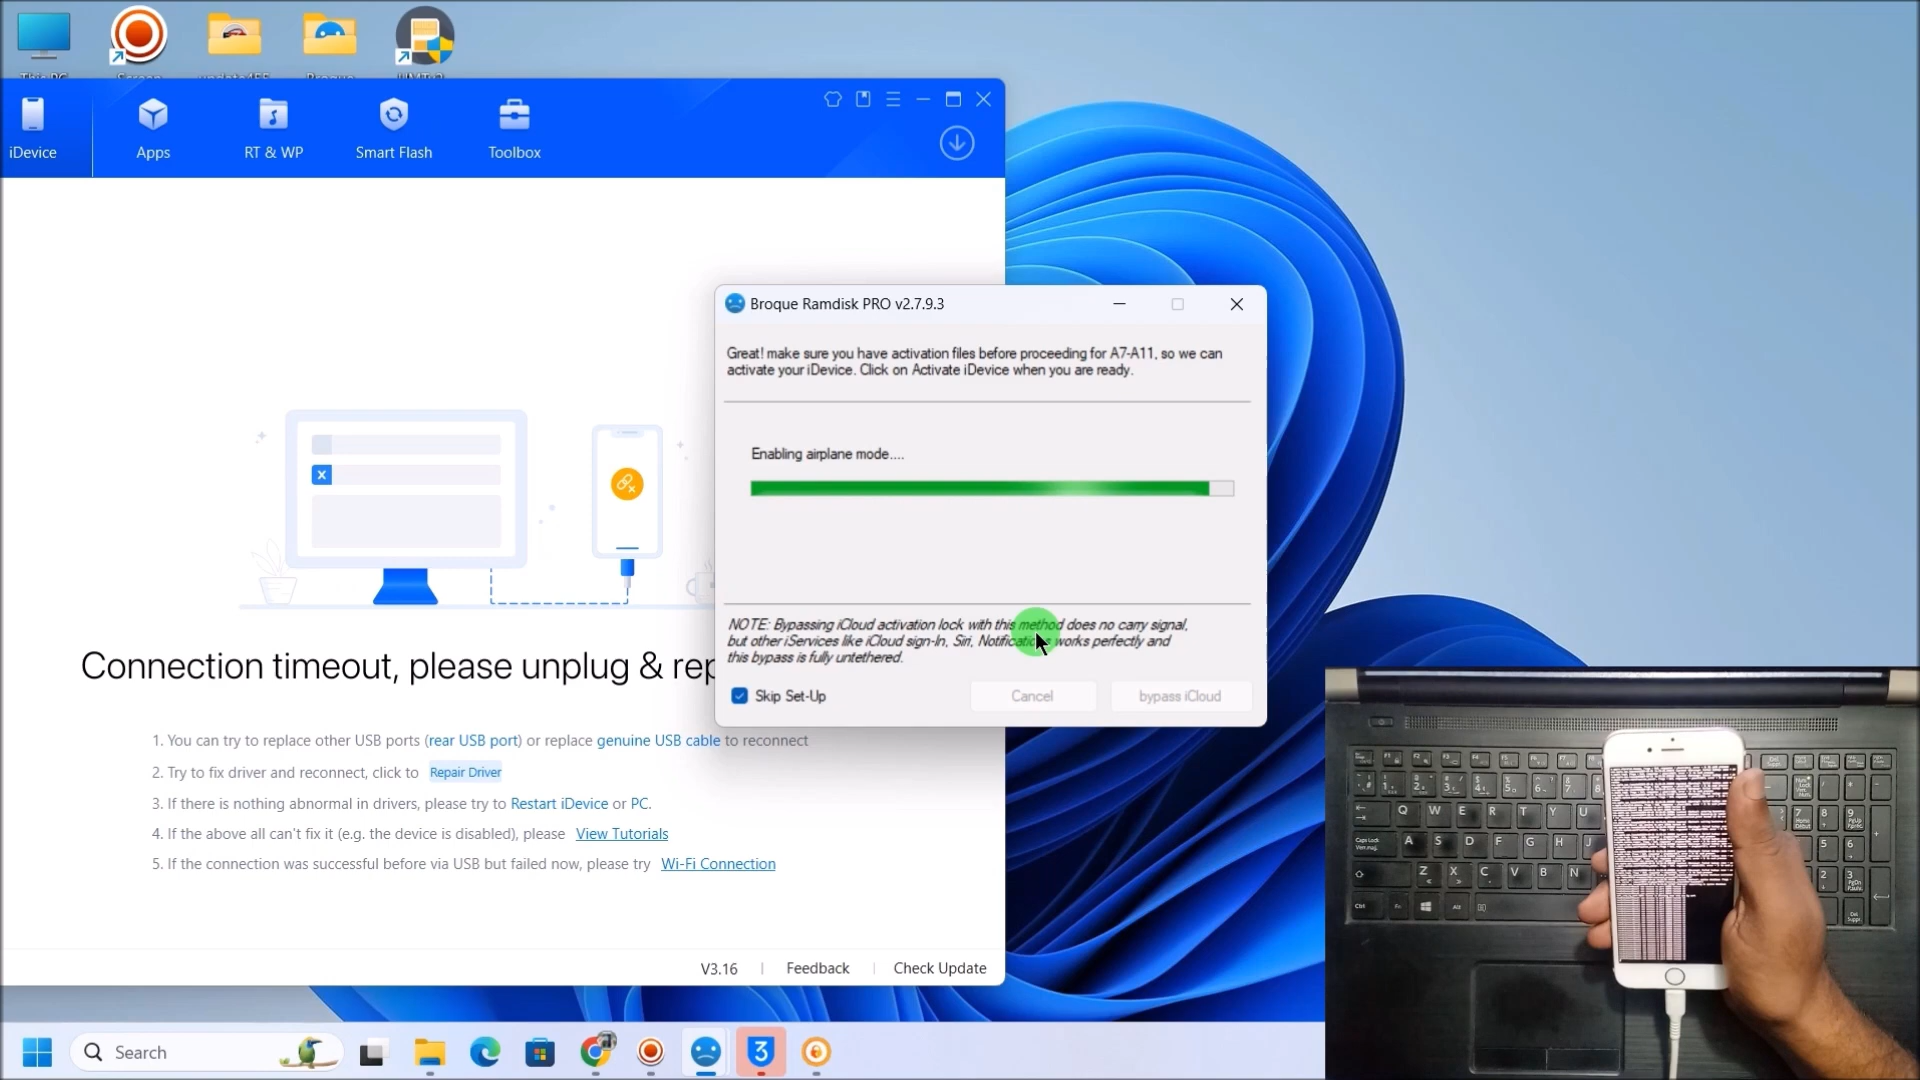 iDevice
Apps
RT & WP
Smart Flash
Toolbox
Broque Ramdisk PRO v2.7.9.3
Great! make sure you have activation files before proceeding for A7-A11, so we can
activate your iDevice. Click on Activate iDevice when you are ready.
Enabling airplane mode....
NOTE: Bypassing iCloud activation lock with this method does no carry signal,
but other iServices like iCloud sign-In, Siri, Notifications works perfectly and
this bypass is fully untethered.
Skip Set-Up
Cancel
bypass iCloud
Connection timeout, please unplug & rep
1. You can try to replace other USB ports (rear USB port) or replace genuine USB cable to reconnect
2. Try to fix driver and reconnect, click to Repair Driver
3. If there is nothing abnormal in drivers, please try to Restart iDevice or PC.
4. If the above all can't fix it (e.g. the device is disabled), please View Tutorials
5. If the connection was successful before via USB but failed now, please try Wi-Fi Connection
V3.16
Feedback
Check Update
Search
3
Q W E R T Y U
A S D F G H J
Z X C V B N